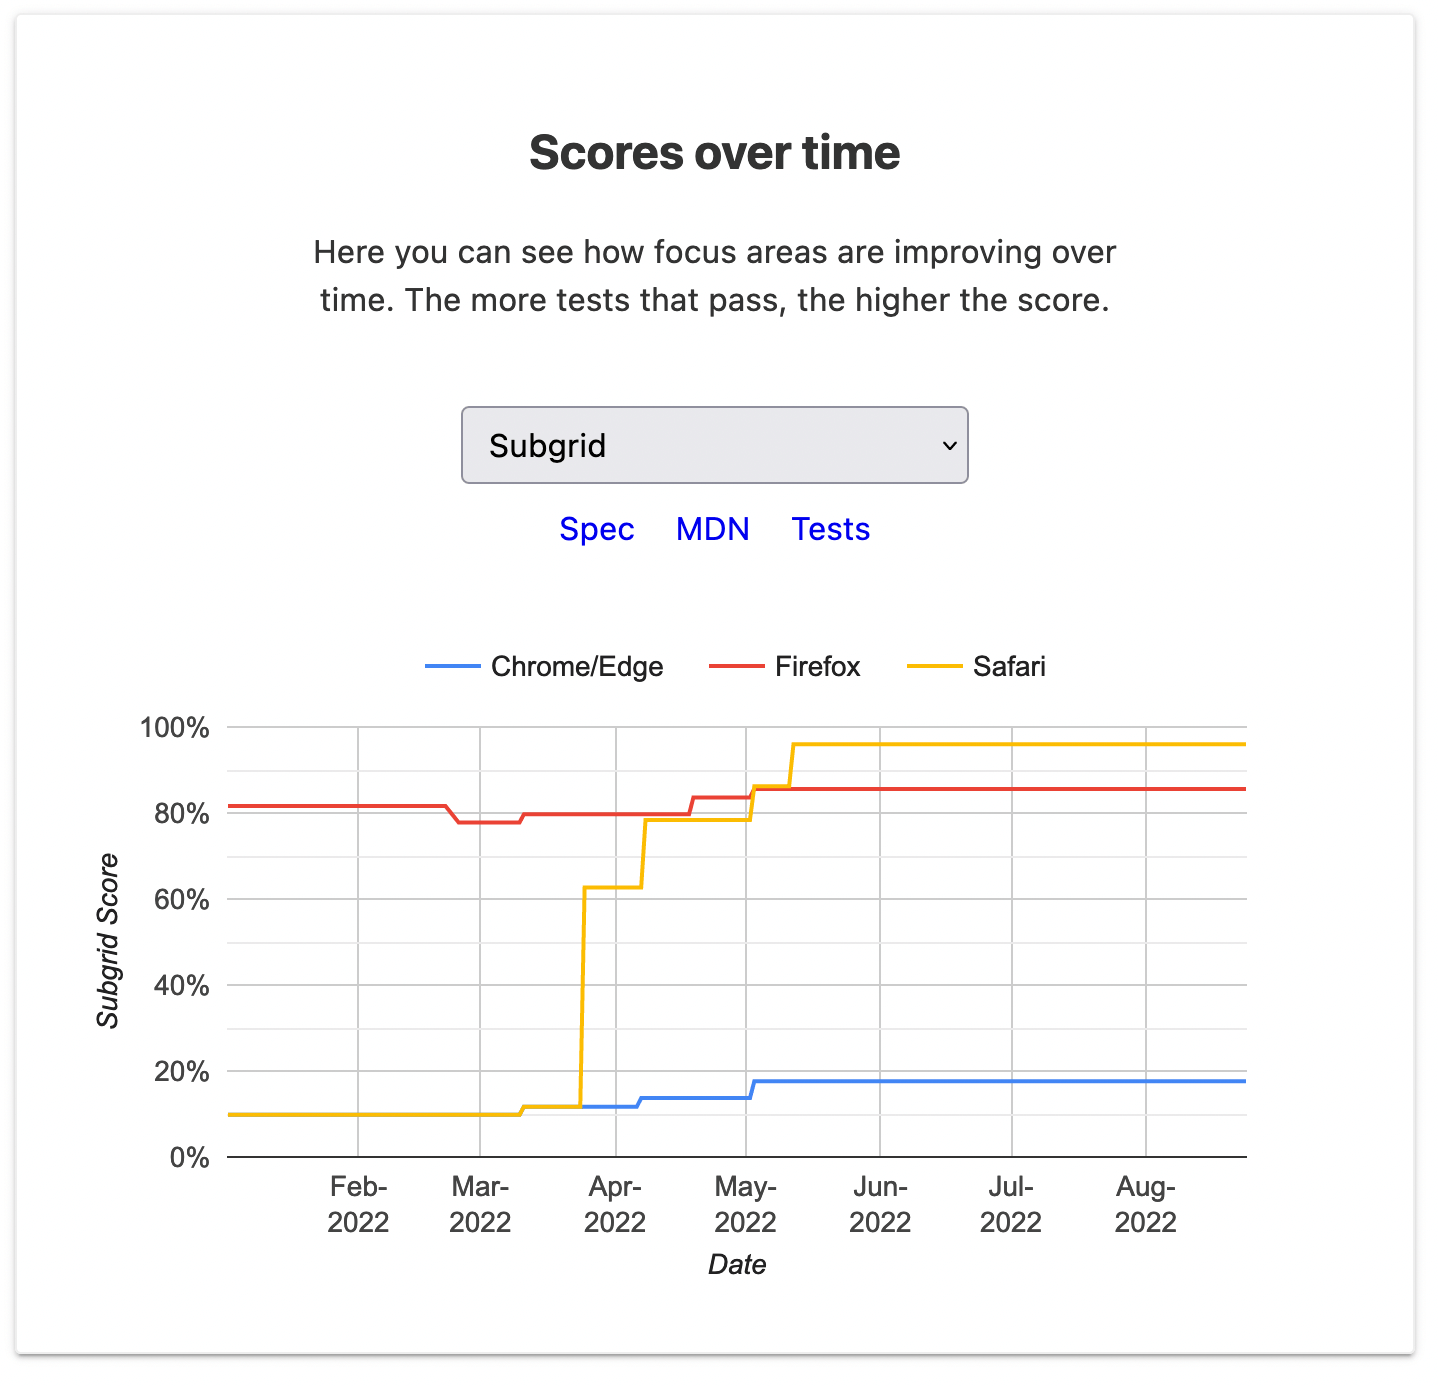 Scores over time
Here you can see how focus areas are improving over
time. The more tests that pass, the higher the score.
Subgrid
Spec MDN Tests
Chrome/Edge Firefox Safari
100%
80%
60%
40%
20%
0%
Subgrid Score
Feb- Mar- Apr- May- Jun- Jul- Aug-
2022 2022 2022 2022 2022 2022 2022
Date